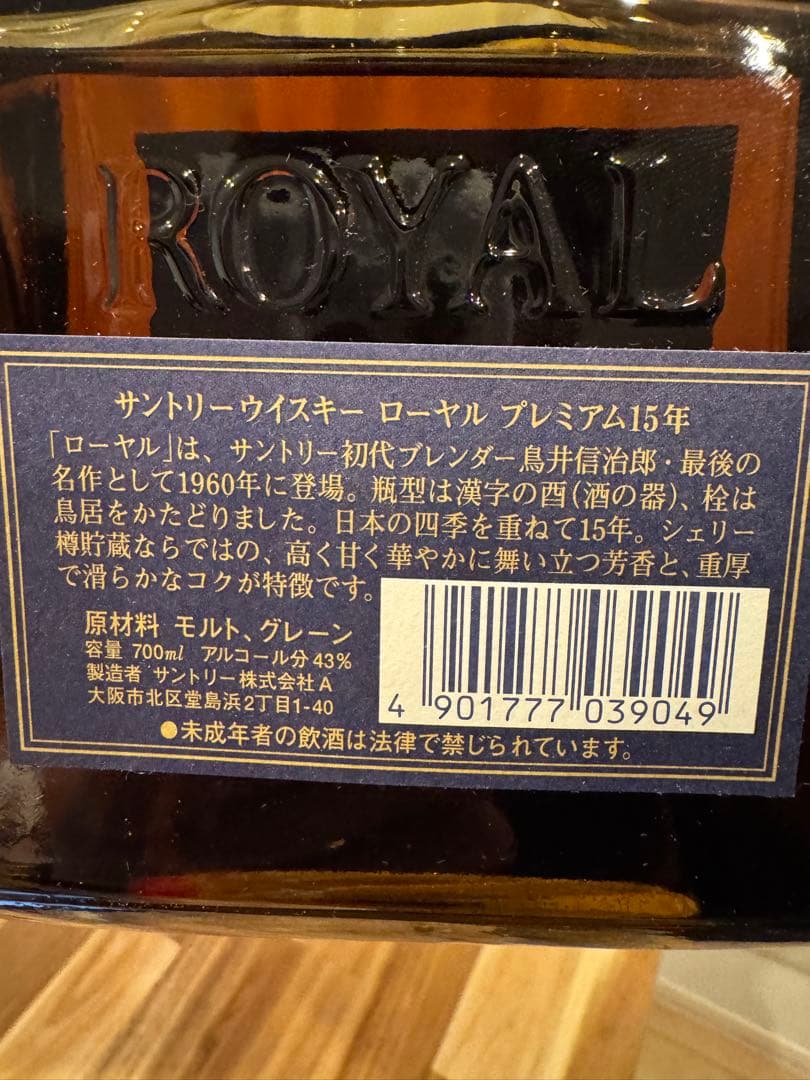 ROYAL
サントリーウイスキー ローヤル プレミアム15年
「ローヤル」は、サントリー初代ブレンダー鳥井信治郎・最後の
名作として1960年に登場。瓶型は漢字の酉(酒の器)、栓は
鳥居をかたどりました。日本の四季を重ねて15年。シェリー
樽貯蔵ならではの、高く甘く華やかに舞い立つ芳香と、重厚
で滑らかなコクが特徴です。
原材料 モルト、グレーン
容量 700ml アルコール分43%
製造者 サントリー株式会社A
大阪市北区堂島浜2丁目1-40
4 901777 039049
●未成年者の飲酒は法律で禁じられています。